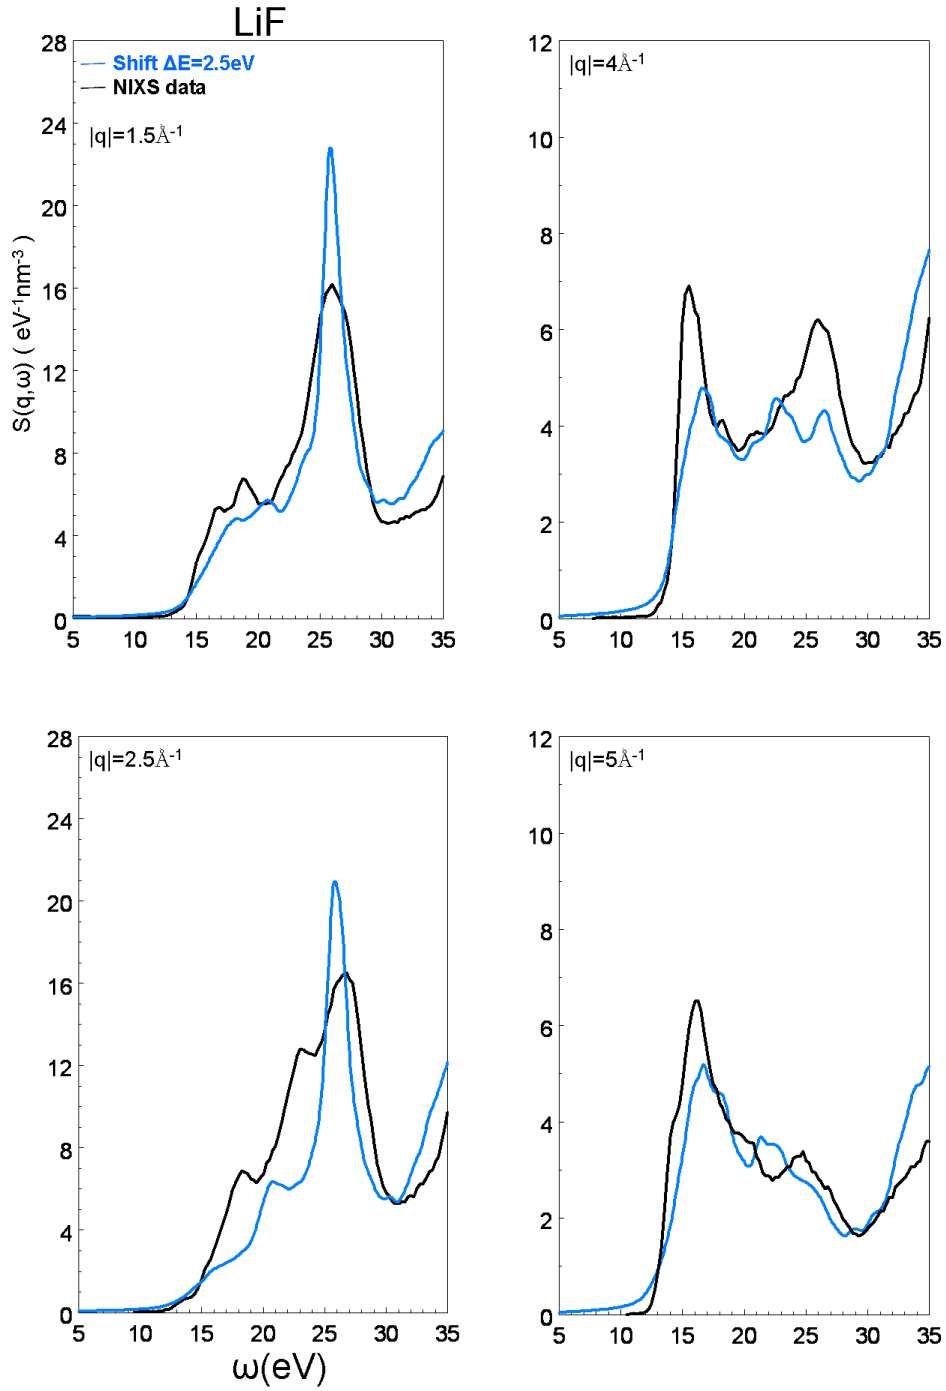 LiF
28
24
20
16
12
8
4
0
S(q,ω) ( eV⁻¹nm⁻³ )
Shift ΔE=2.5eV
NIXS data
|q|=1.5Å⁻¹
5 10 15 20 25 30 35
12
10
8
6
4
2
0
|q|=4Å⁻¹
5 10 15 20 25 30 35
28
24
20
16
12
8
4
0
|q|=2.5Å⁻¹
5 10 15 20 25 30 35
ω(eV)
12
10
8
6
4
2
0
|q|=5Å⁻¹
5 10 15 20 25 30 35